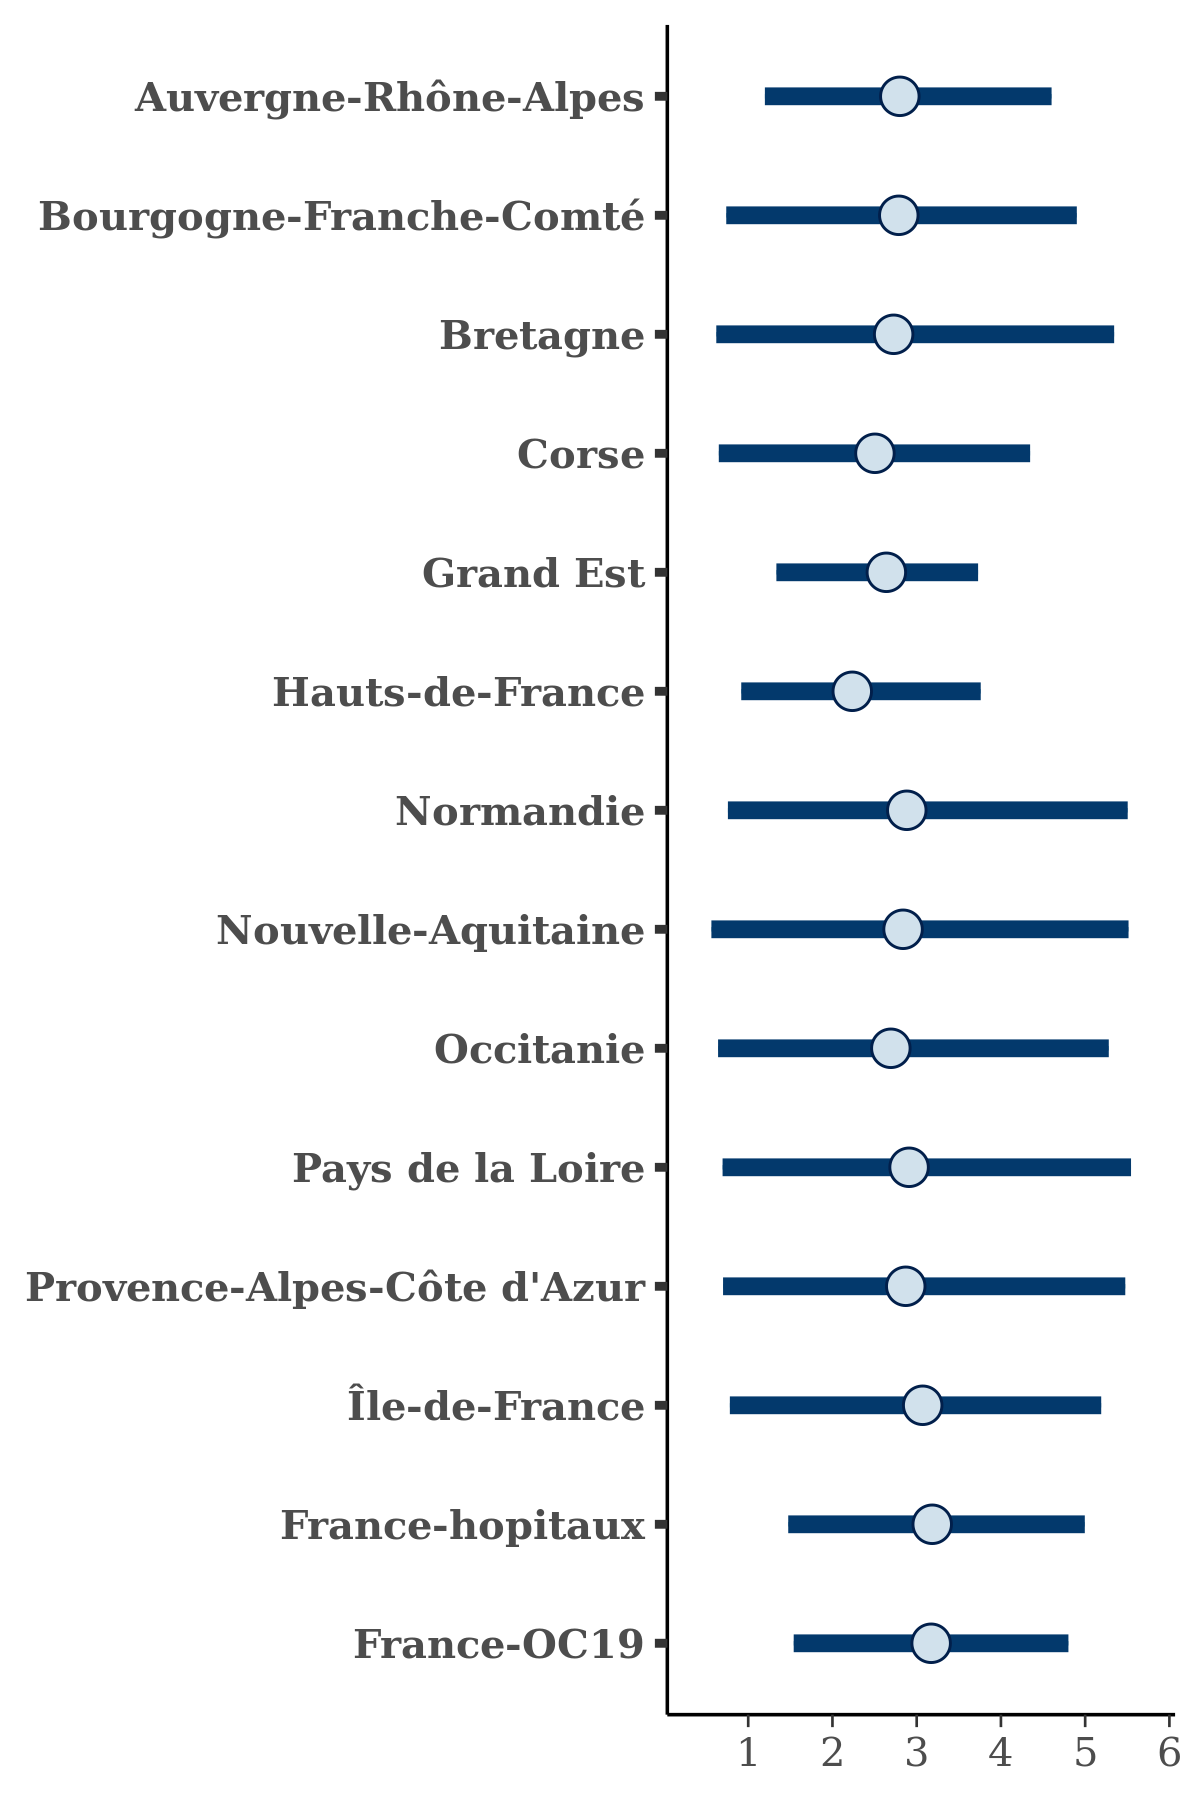 Auvergne-Rhône-Alpes
Bourgogne-Franche-Comté
Bretagne
Corse
Grand Est
Hauts-de-France
Normandie
Nouvelle-Aquitaine
Occitanie
Pays de la Loire
Provence-Alpes-Côte d'Azur
Île-de-France
France-hopitaux
France-OC19
1 2 3 4 5 6